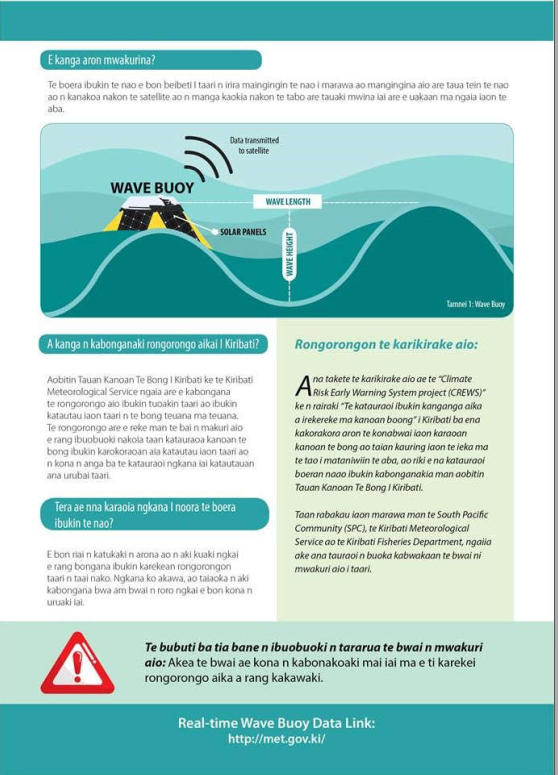 E kanga aron mwakurina?
Te boera ibukin te nao e bon beibeti I taari n irira maingingin te nao i marawa ao mangingina aio are taua tein te nao
ao n kanakoa nakon te satellite ao n manga kaokia nakon te tabo are tauaki mwina iai are e uakaan ma ngaia iaon te
aba.
Data transmitted
to satellite
WAVE BUOY
WAVE LENGTH
SOLAR PANELS
WAVE HEIGHT
Tamnei 1: Wave Buoy
A kanga n kabonganaki rongorongo aikai I Kiribati?
Aobitin Tauan Kanoan Te Bong I Kiribati ke te Kiribati
Meteorological Service ngaia are e kabongana
te rongorongo aio ibukin tuoakin taari ao ibukin
katautau iaon taari n te bong teuana ma teuana.
Te rongorongo are e reke man te bai n makuri aio
e rang ibuobuoki nakoia taan katauraoa kanoan te
bong ibukin karokoraoan aia katautau iaon taari ao
n kona n anga ba te katauraoi ngkana iai katautauan
ana urubai taari.
Tera ae nna karaoia ngkana I noora te boera
ibukin te nao?
E bon riai n katukaki n arona ao n aki kuaki ngkai
e rang bongana ibukin karekean rongorongon
taari n taai nako. Ngkana ko akawa, ao taiaoka n aki
kabongana bwa am bwai n roro ngkai e bon kona n
uruaki iai.
Rongorongon te karikirake aio:
Ana takete te karikirake aio ae te "Climate
Risk Early Warning System project (CREWS)"
ke n rairaki "Te katauraoi ibukin kanganga aika
a irekereke ma kanoan boong" i Kiribati ba ena
kakorakora aron te konabwai iaon karaoan
kanoan te bong ao taian kauring iaon te ieka ma
te tao i mataniwiin te aba, ao riki e na katauraoi
boeran naao ibukin kabonganakia man aobitin
Tauan Kanoan Te Bong I Kiribati.
Taan rabakau iaon marawa man te South Pacific
Community (SPC), te Kiribati Meteorological
Service ao te Kiribati Fisheries Department, ngaiia
ake ana tauraoi n buoka kabwakaan te bwai ni
mwakuri aio i taari.
Te bubuti ba tia bane n ibuobuoki n tararua te bwai n mwakuri
aio: Akea te bwai ae kona n kabonakoaki mai iai ma e ti karekei
rongorongo aika a rang kakawaki.
Real-time Wave Buoy Data Link:
http://met.gov.ki/